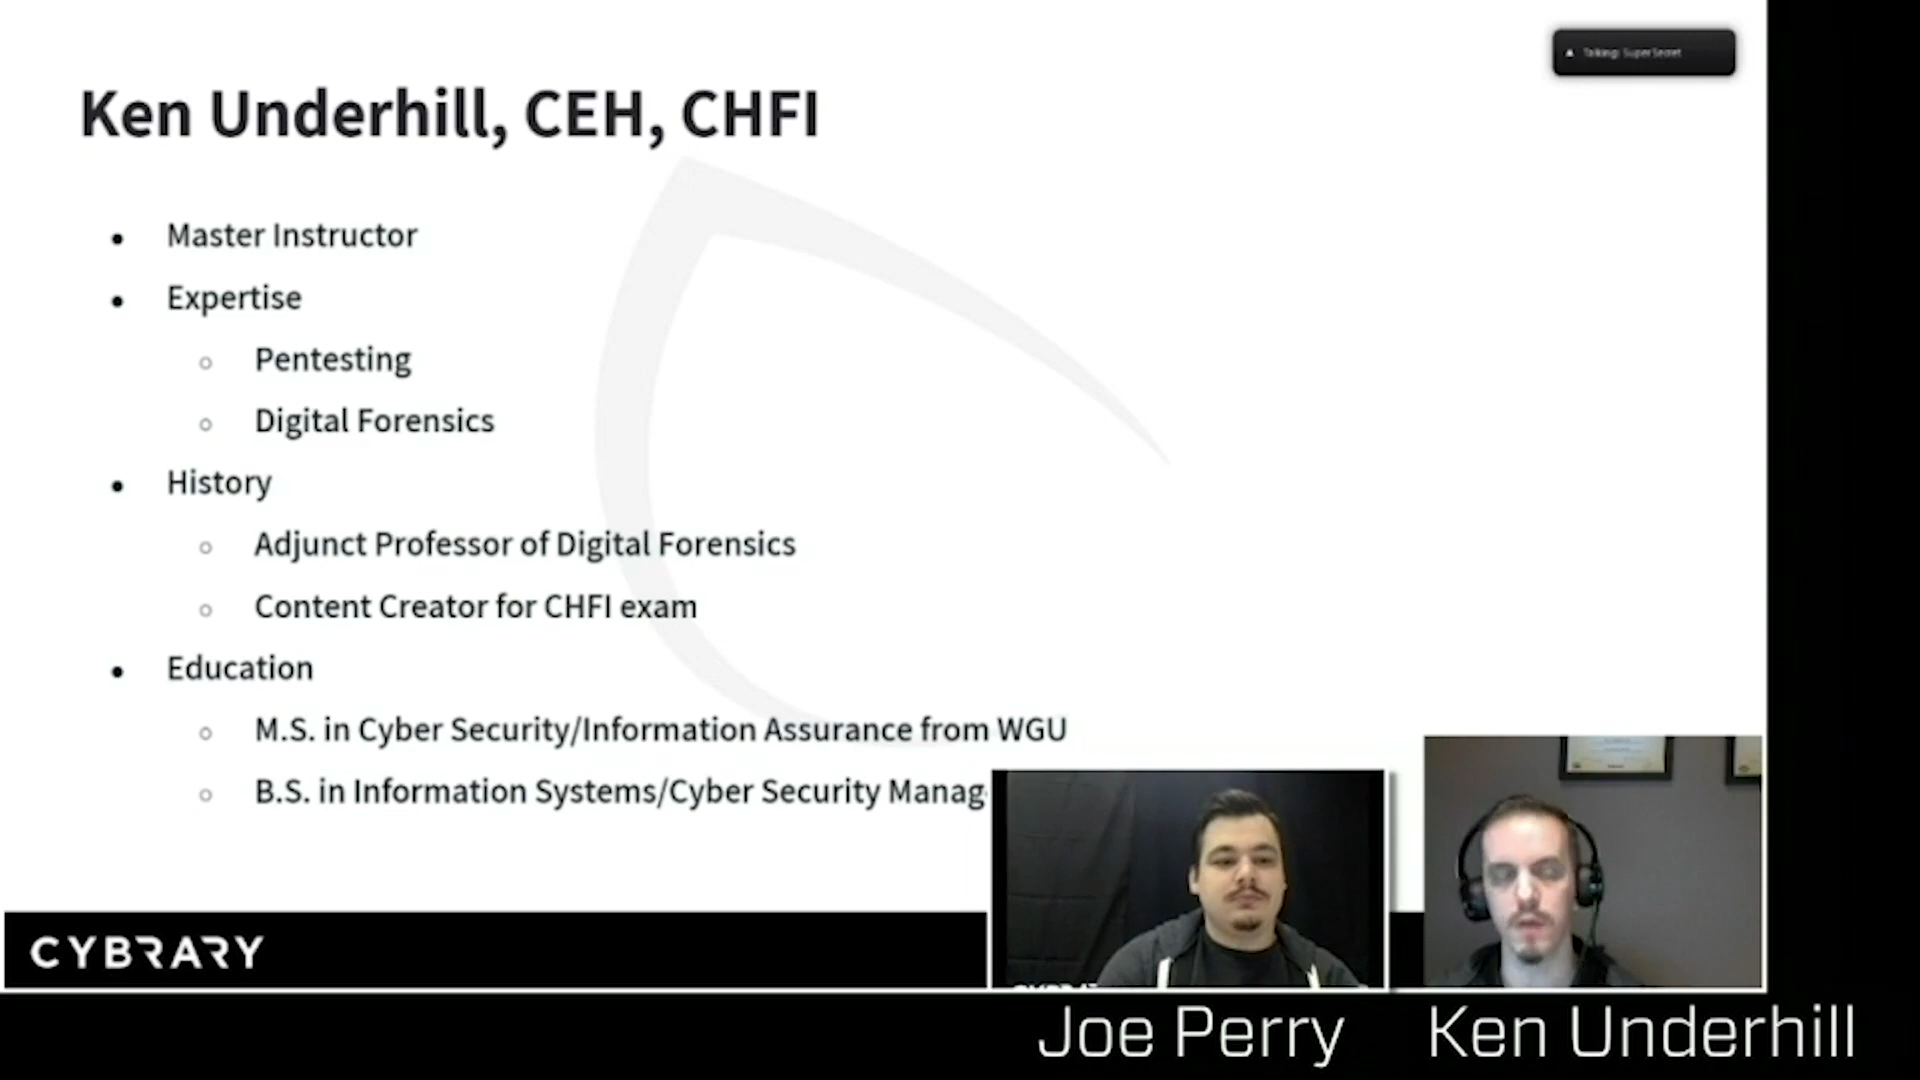 Talking: SuperSecret
Ken Underhill, CEH, CHFI
Master Instructor
Expertise
Pentesting
Digital Forensics
History
Adjunct Professor of Digital Forensics
Content Creator for CHFI exam
Education
M.S. in Cyber Security/Information Assurance from WGU
B.S. in Information Systems/Cyber Security Manag
CYBRARY
Joe Perry
Ken Underhill